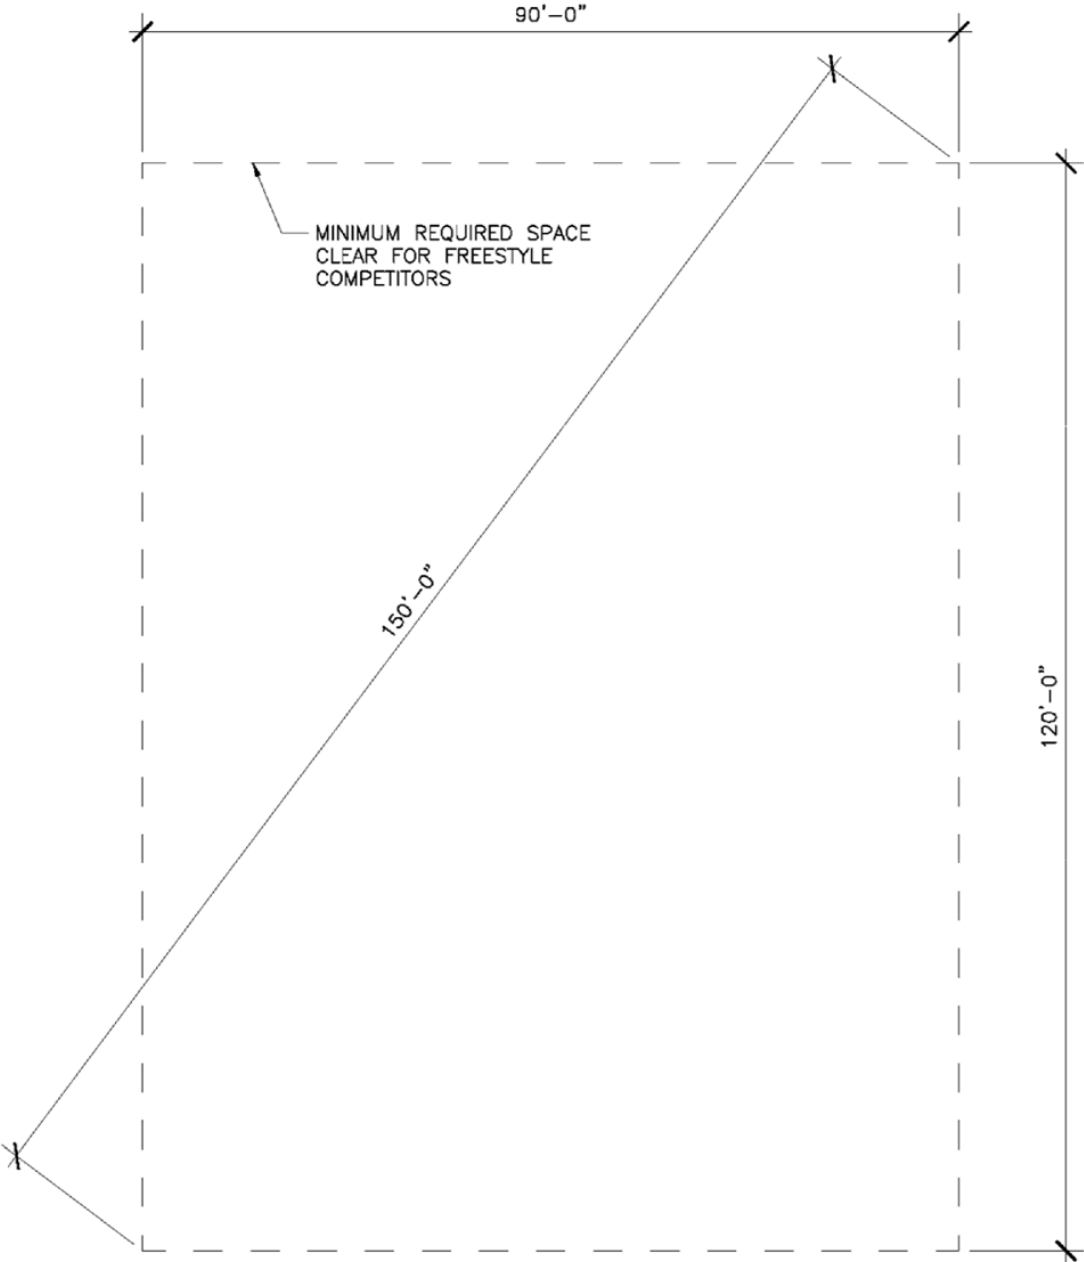 90'-0"
MINIMUM REQUIRED SPACE
CLEAR FOR FREESTYLE
COMPETITORS
150'-0"
120'-0"